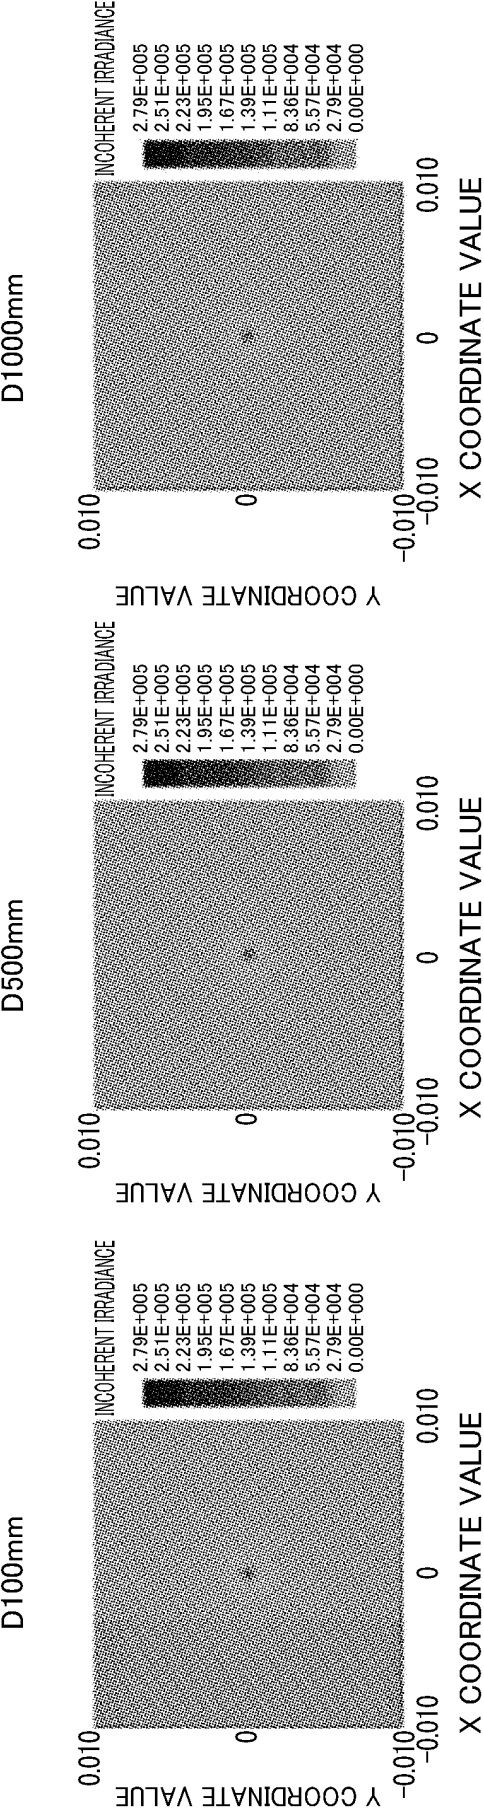 D100mm
INCOHERENT IRRADIANCE
2.79E+005
2.51E+005
2.23E+005
1.95E+005
1.67E+005
1.39E+005
1.11E+005
8.36E+004
5.57E+004
2.79E+004
0.00E+000
Y COORDINATE VALUE
0.010
0
-0.010
-0.010
0
0.010
X COORDINATE VALUE
D500mm
INCOHERENT IRRADIANCE
2.79E+005
2.51E+005
2.23E+005
1.95E+005
1.67E+005
1.39E+005
1.11E+005
8.36E+004
5.57E+004
2.79E+004
0.00E+000
Y COORDINATE VALUE
0.010
0
-0.010
-0.010
0
0.010
X COORDINATE VALUE
D1000mm
INCOHERENT IRRADIANCE
2.79E+005
2.51E+005
2.23E+005
1.95E+005
1.67E+005
1.39E+005
1.11E+005
8.36E+004
5.57E+004
2.79E+004
0.00E+000
Y COORDINATE VALUE
0.010
0
-0.010
-0.010
0
0.010
X COORDINATE VALUE